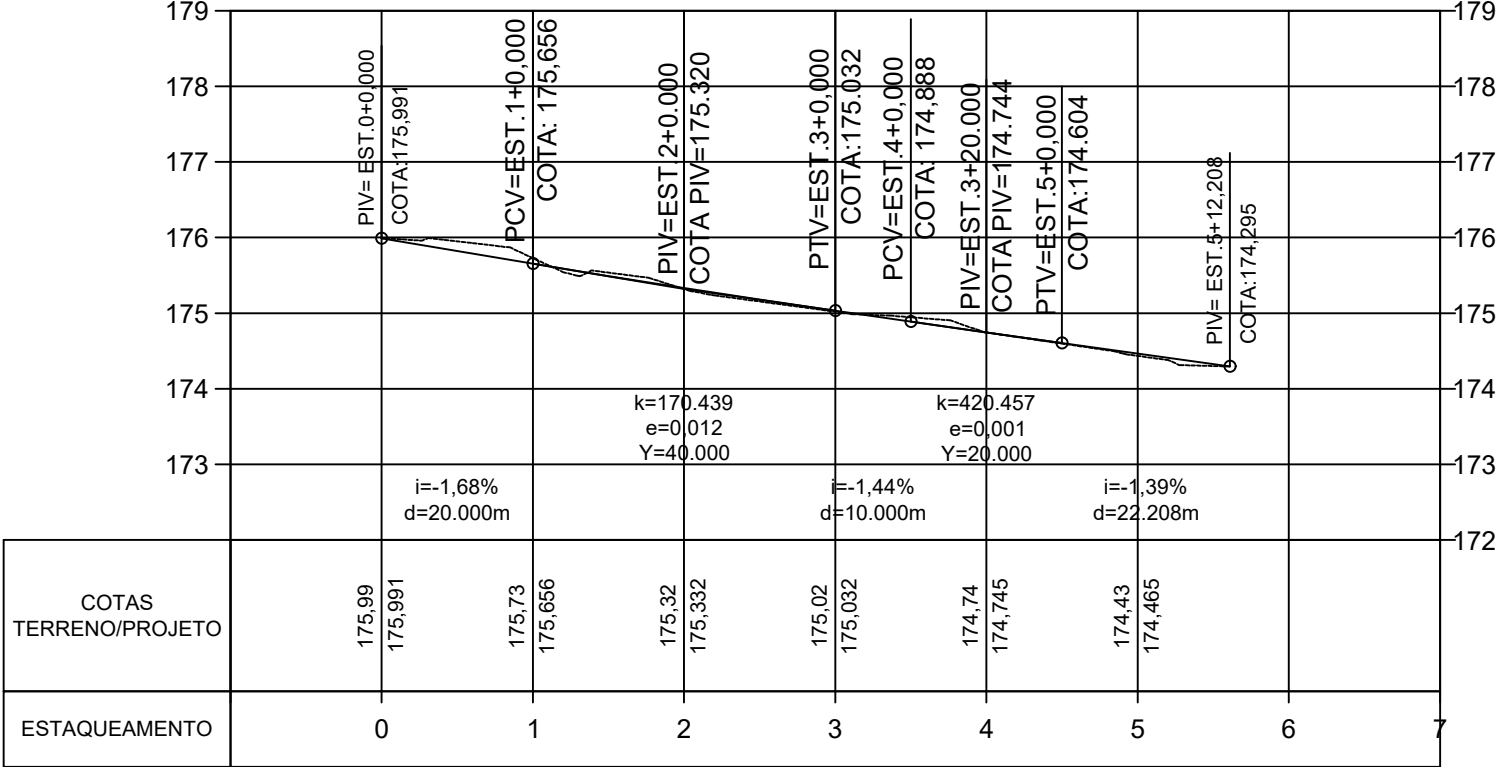 179
179
178
178
177
177
176
176
175
175
174
174
173
173
172
PIV= EST.0+0,000
COTA:175,991
PCV=EST.1+0,000
COTA: 175,656
PIV=EST.2+0.000
COTA PIV=175.320
PTV=EST.3+0,000
COTA:175.032
PCV=EST.4+0,000
COTA: 174,888
PIV=EST.3+20.000
COTA PIV=174.744
PTV=EST.5+0,000
COTA:174.604
PIV= EST.5+12,208
COTA:174,295
k=170.439
e=0,012
Y=40.000
k=420.457
e=0,001
Y=20.000
i=-1,68%
d=20.000m
i=-1,44%
d=10.000m
i=-1,39%
d=22.208m
COTAS
TERRENO/PROJETO
175,99
175,991
175,73
175,656
175,32
175,332
175,02
175,032
174,74
174,745
174,43
174,465
ESTAQUEAMENTO
0
1
2
3
4
5
6
7